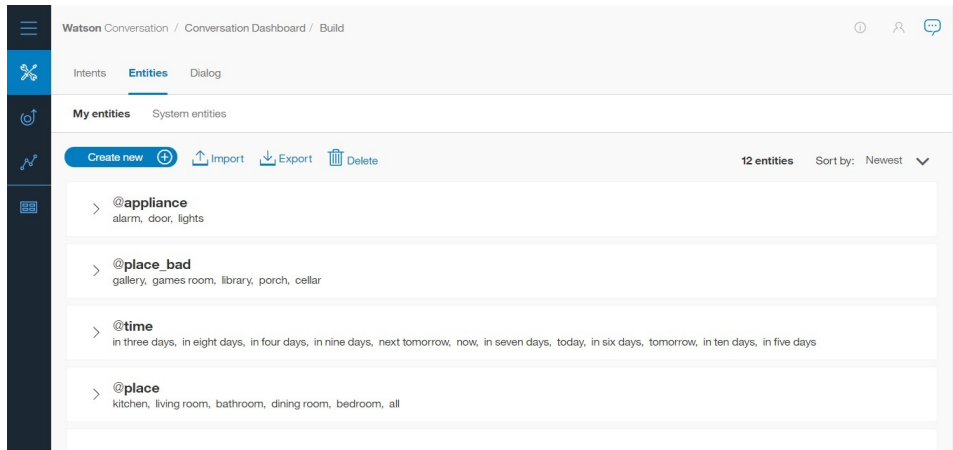 Watson Conversation / Conversation Dashboard / Build
Intents Entities Dialog
My entities System entities
Create new Import Export Delete 12 entities Sort by: Newest
@appliance
alarm, door, lights
@place_bad
gallery, games room, library, porch, cellar
@time
in three days, in eight days, in four days, in nine days, next tomorrow, now, in seven days, today, in six days, tomorrow, in ten days, in five days
@place
kitchen, living room, bathroom, dining room, bedroom, all